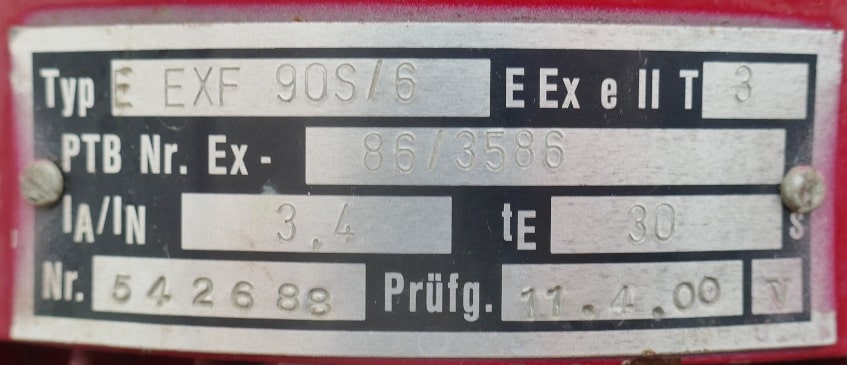 Typ E EXF 90S/6 E Ex e II T 3
PTB Nr. Ex - 86/3586
IA/IN 3,4 tE 30 s
Nr. 542688 Prüfg. 11.4.00 V